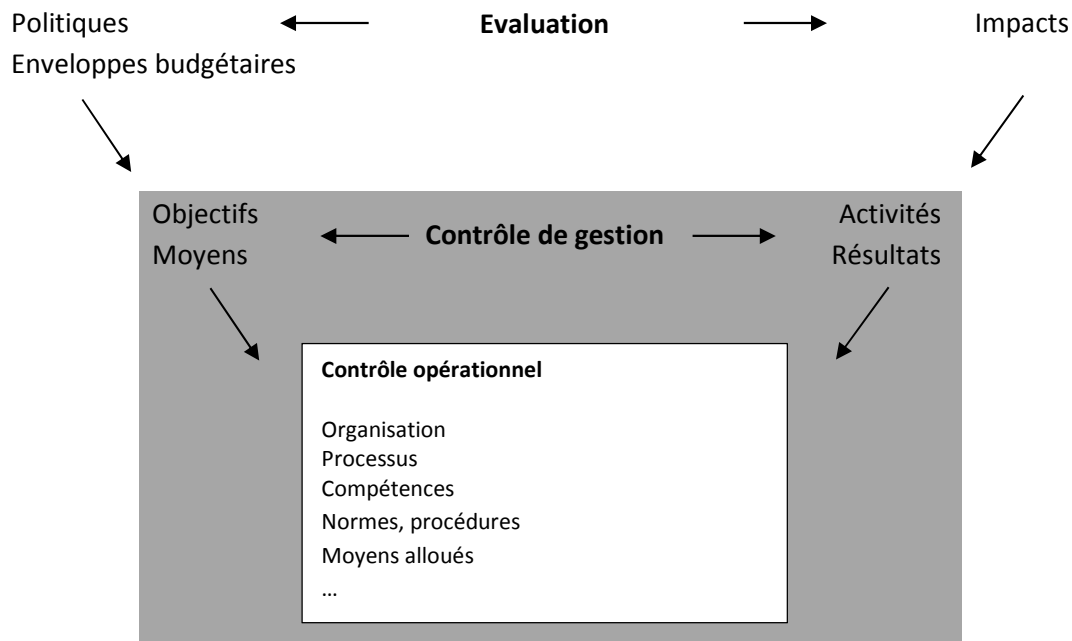 Politiques Evaluation Impacts
Enveloppes budgétaires
Objectifs Activités
Contrôle de gestion
Moyens Résultats
Contrôle opérationnel
Organisation
Processus
Compétences
Normes, procédures
Moyens alloués
…